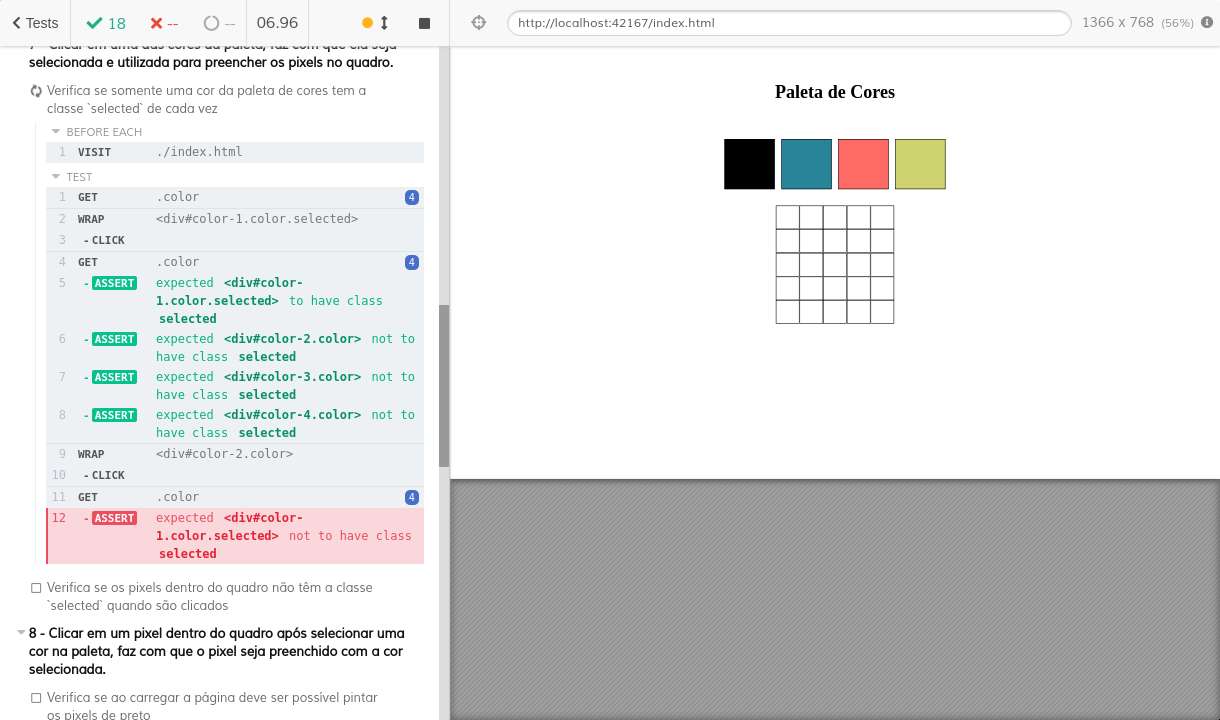 Tests
18
--
--
06.96
http://localhost:42167/index.html
1366 x 768 (56%)
7 - Clicar em uma das cores da paleta, faz com que ela seja
selecionada e utilizada para preencher os pixels no quadro.
Verifica se somente uma cor da paleta de cores tem a
classe `selected` de cada vez
BEFORE EACH
1 VISIT ./index.html
TEST
1 GET .color 4
2 WRAP <div#color-1.color.selected>
3 -CLICK
4 GET .color 4
5 -ASSERT expected <div#color-
1.color.selected> to have class
selected
6 -ASSERT expected <div#color-2.color> not to
have class selected
7 -ASSERT expected <div#color-3.color> not to
have class selected
8 -ASSERT expected <div#color-4.color> not to
have class selected
9 WRAP <div#color-2.color>
10 -CLICK
11 GET .color 4
12 -ASSERT expected <div#color-
1.color.selected> not to have class
selected
Verifica se os pixels dentro do quadro não têm a classe
`selected` quando são clicados
8 - Clicar em um pixel dentro do quadro após selecionar uma
cor na paleta, faz com que o pixel seja preenchido com a cor
selecionada.
Verifica se ao carregar a página deve ser possível pintar
os pixels de preto
Paleta de Cores